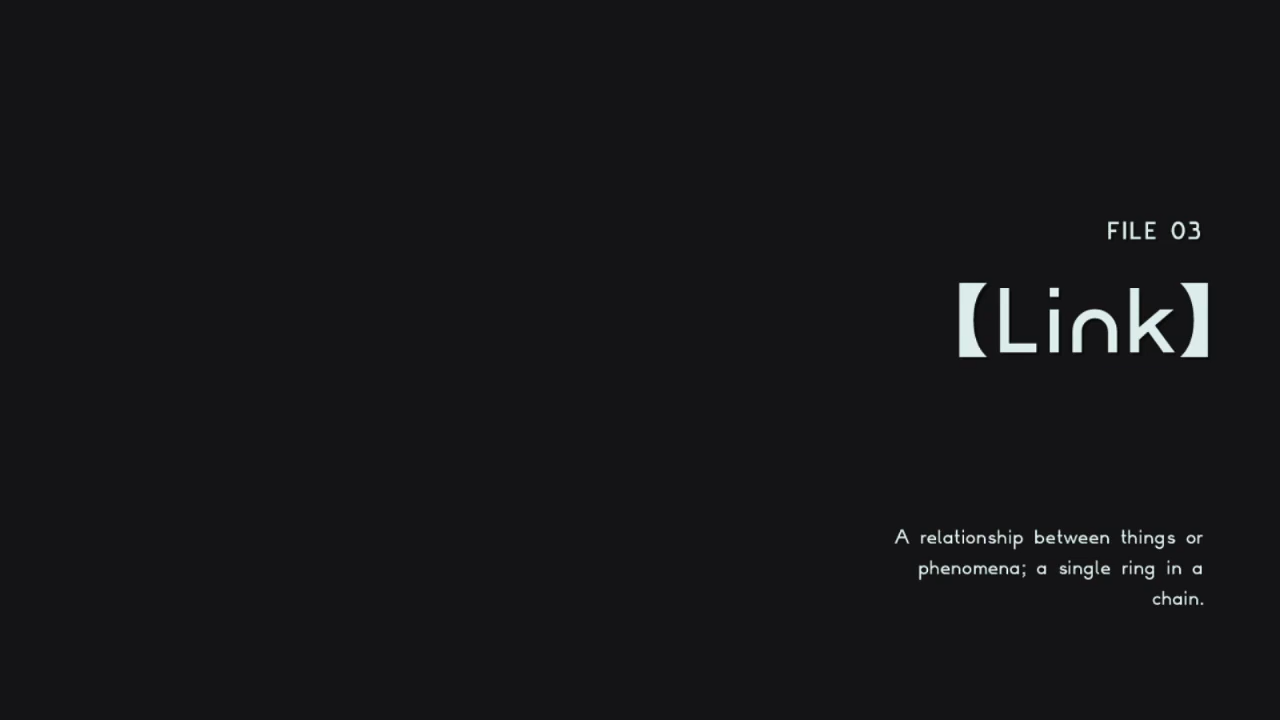 FILE 03
【Link】
A relationship between things or
phenomena; a single ring in a
chain.